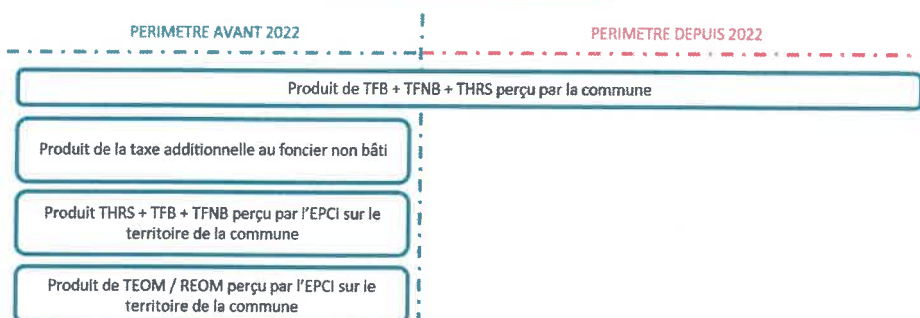 PERIMETRE AVANT 2022
PERIMETRE DEPUIS 2022
Produit de TFB + TFNB + THRS perçu par la commune
Produit de la taxe additionnelle au foncier non bâti
Produit THRS + TFB + TFNB perçu par l'EPCI sur le
territoire de la commune
Produit de TEOM / REOM perçu par l'EPCI sur le
territoire de la commune